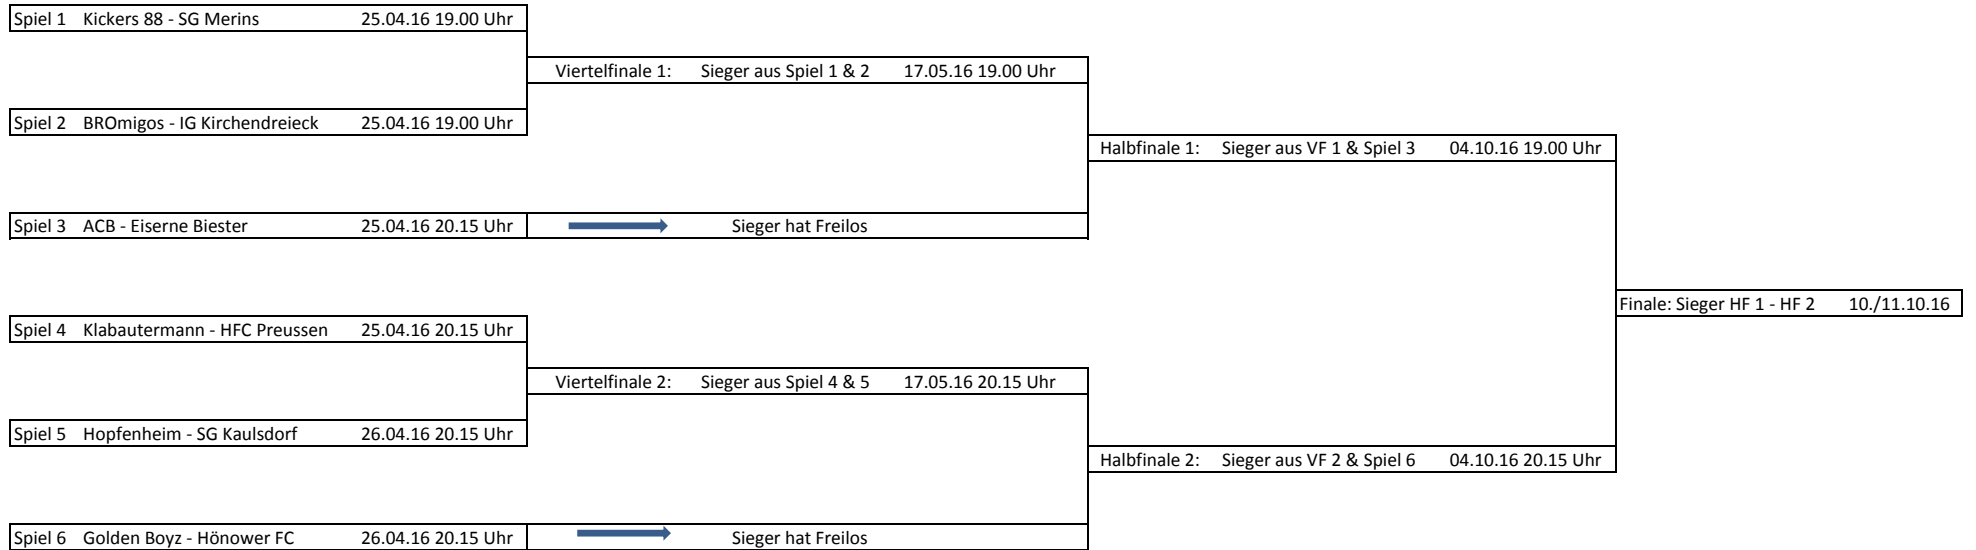 Spiel 1 Kickers 88 - SG Merins 25.04.16 19.00 Uhr
Viertelfinale 1: Sieger aus Spiel 1 & 2 17.05.16 19.00 Uhr
Spiel 2 BROmigos - IG Kirchendreieck 25.04.16 19.00 Uhr
Halbfinale 1: Sieger aus VF 1 & Spiel 3 04.10.16 19.00 Uhr
Spiel 3 ACB - Eiserne Biester 25.04.16 20.15 Uhr Sieger hat Freilos
Finale: Sieger HF 1 - HF 2 10./11.10.16
Spiel 4 Klabautermann - HFC Preussen 25.04.16 20.15 Uhr
Viertelfinale 2: Sieger aus Spiel 4 & 5 17.05.16 20.15 Uhr
Spiel 5 Hopfenheim - SG Kaulsdorf 26.04.16 20.15 Uhr
Halbfinale 2: Sieger aus VF 2 & Spiel 6 04.10.16 20.15 Uhr
Spiel 6 Golden Boyz - Hönower FC 26.04.16 20.15 Uhr Sieger hat Freilos